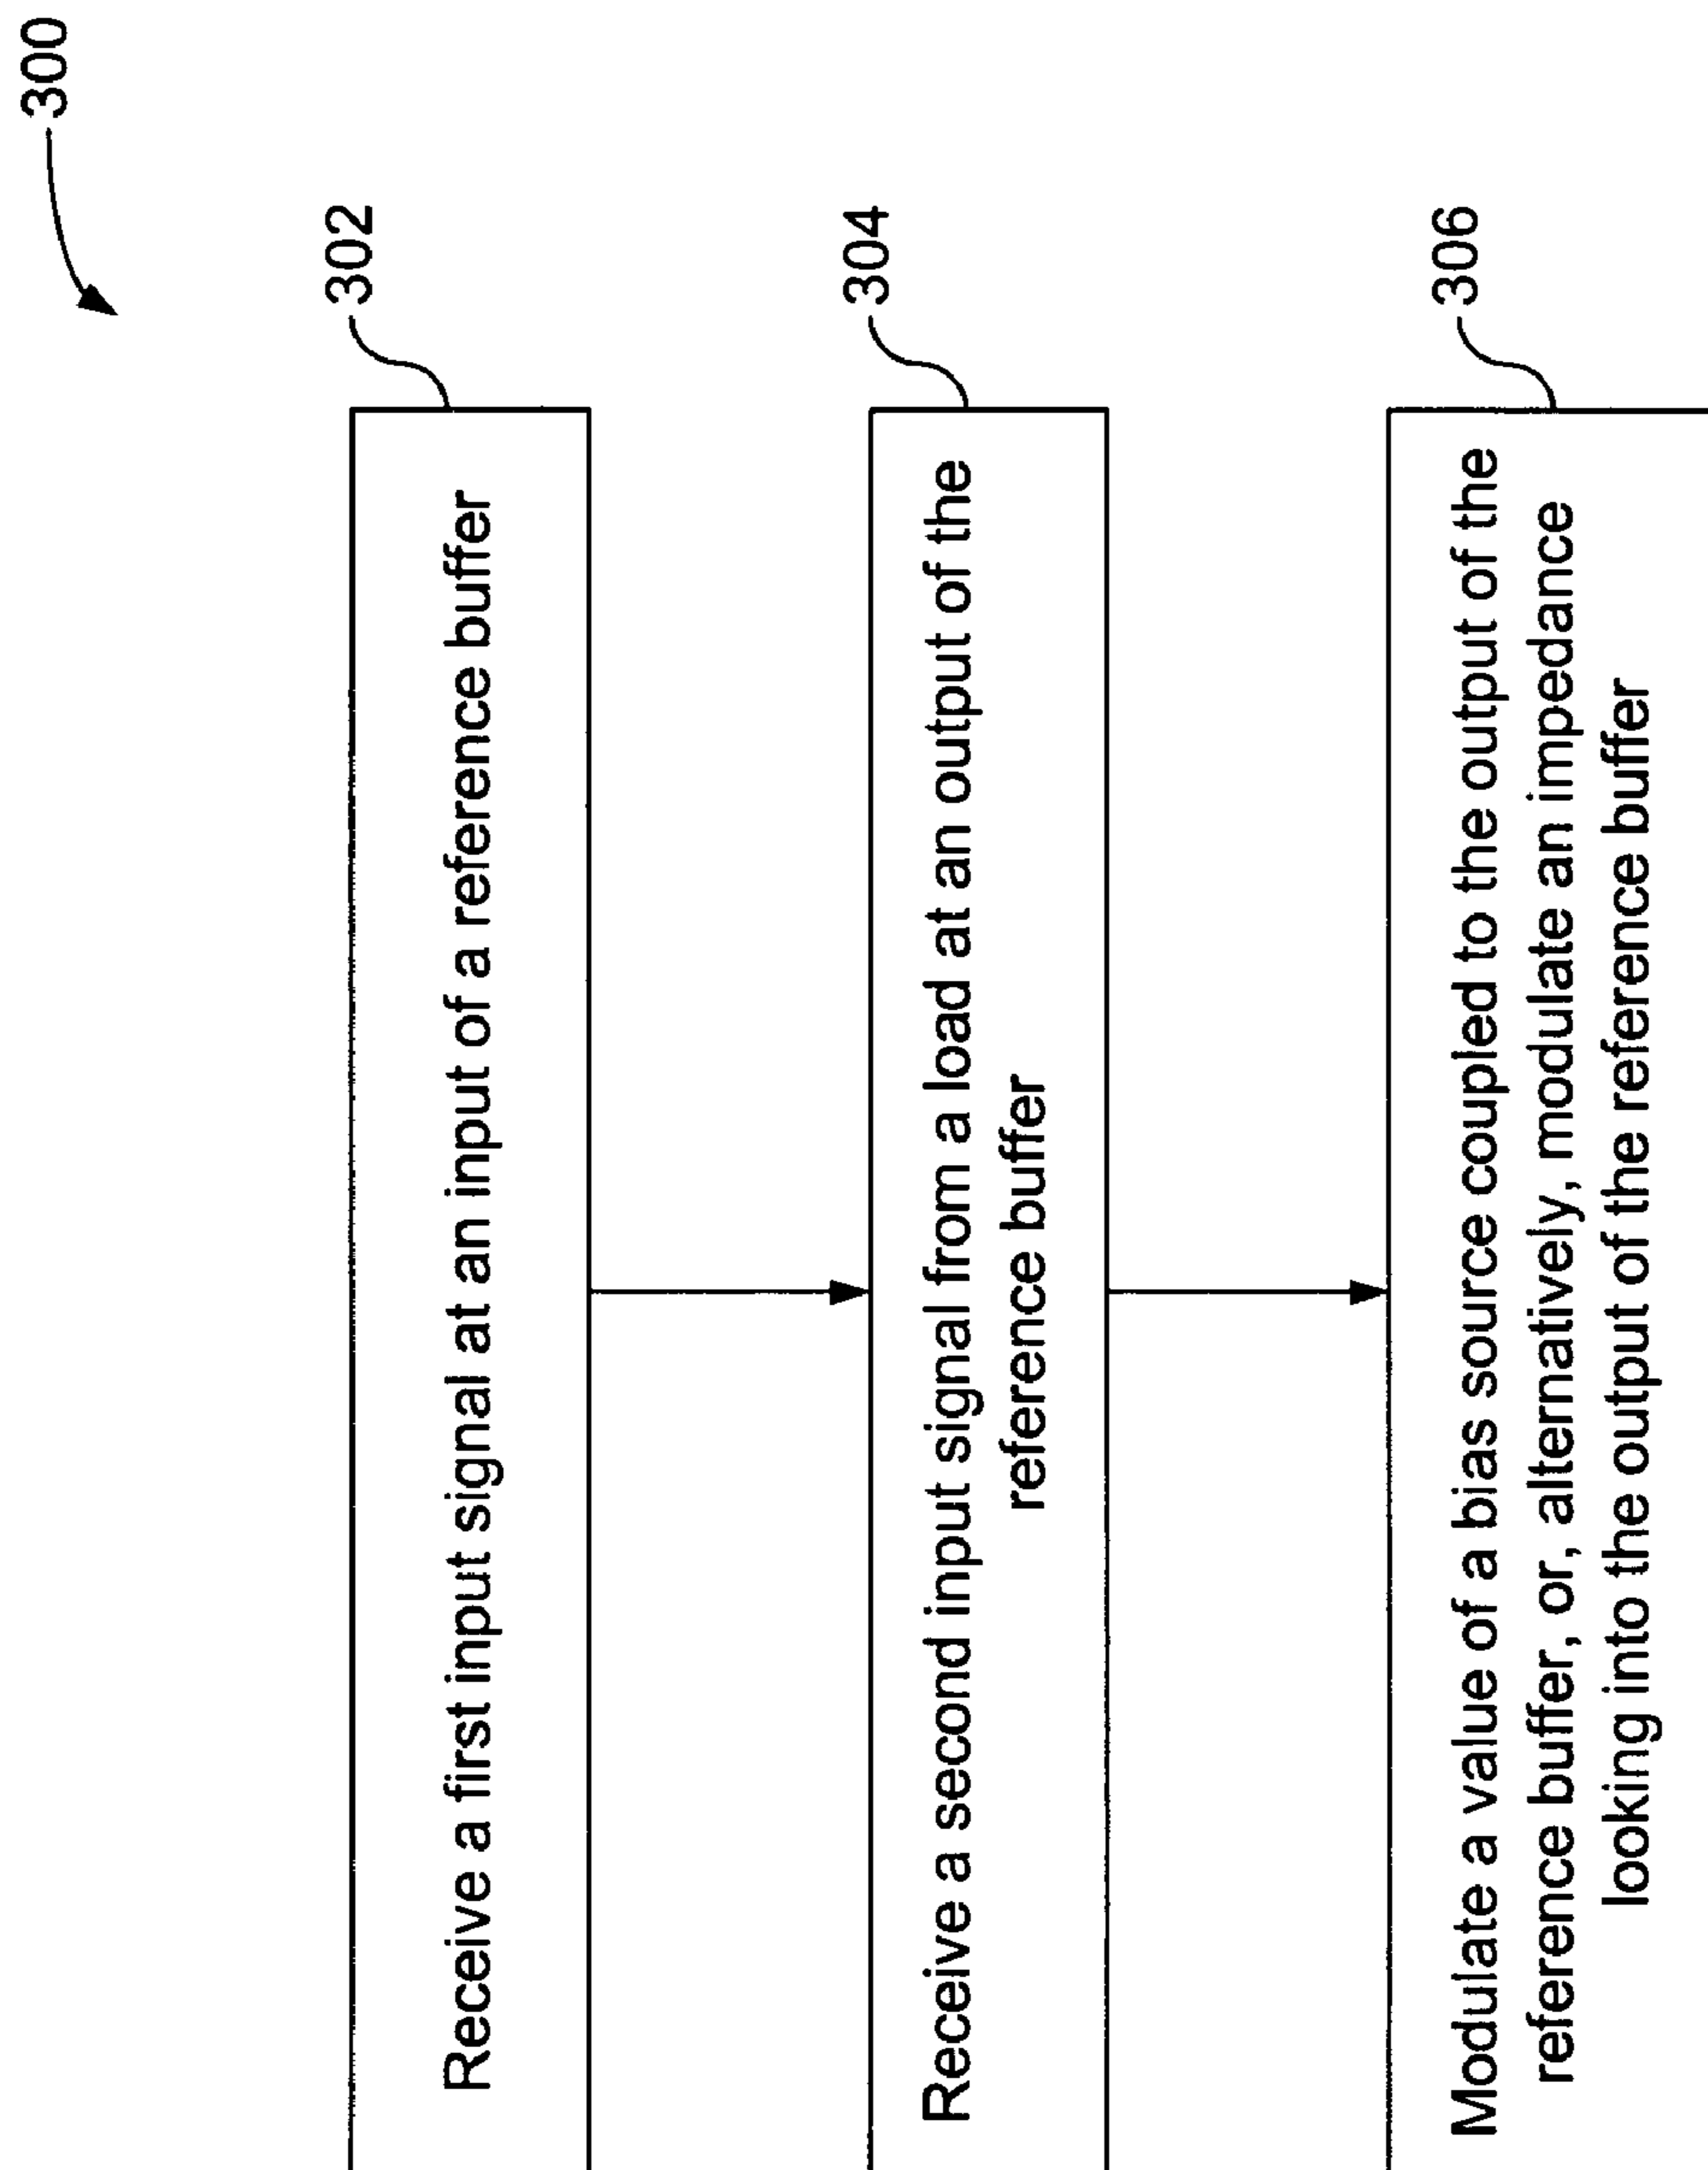 300
302
Receive a first input signal at an input of a reference buffer
304
Receive a second input signal from a load at an output of the
reference buffer
306
Modulate a value of a bias source coupled to the output of the
reference buffer, or, alternatively, modulate an impedance
looking into the output of the reference buffer